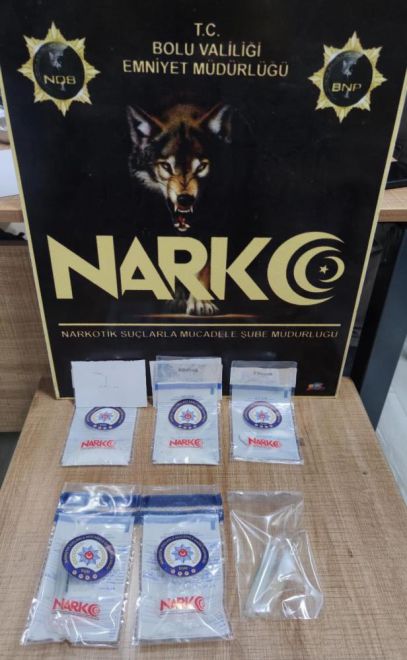 T.C.
BOLU VALİLİĞİ
EMNİYET MÜDÜRLÜĞÜ
NDB
BNP
NARKO
NARKOTİK SUÇLARLA MÜCADELE ŞUBE MÜDÜRLÜĞÜ
NARKO
NARKO
NARKO
NARKO
NARKO